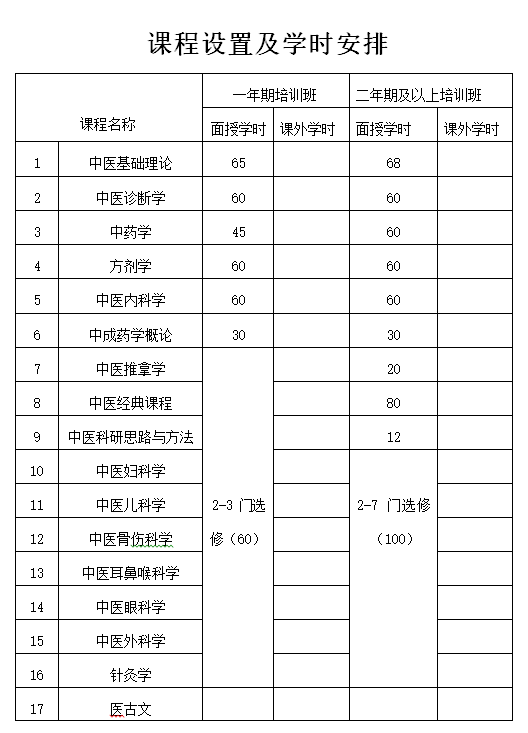 课程设置及学时安排
课程名称 一年期培训班 二年期及以上培训班
面授学时 课外学时 面授学时 课外学时
1 中医基础理论 65 68
2 中医诊断学 60 60
3 中药学 45 60
4 方剂学 60 60
5 中医内科学 60 60
6 中成药学概论 30 30
7 中医推拿学 20
8 中医经典课程 80
9 中医科研思路与方法 12
10 中医妇科学
11 中医儿科学 2-3 门选 2-7 门选修
12 中医骨伤科学 修（60） （100）
13 中医耳鼻喉科学
14 中医眼科学
15 中医外科学
16 针灸学
17 医古文